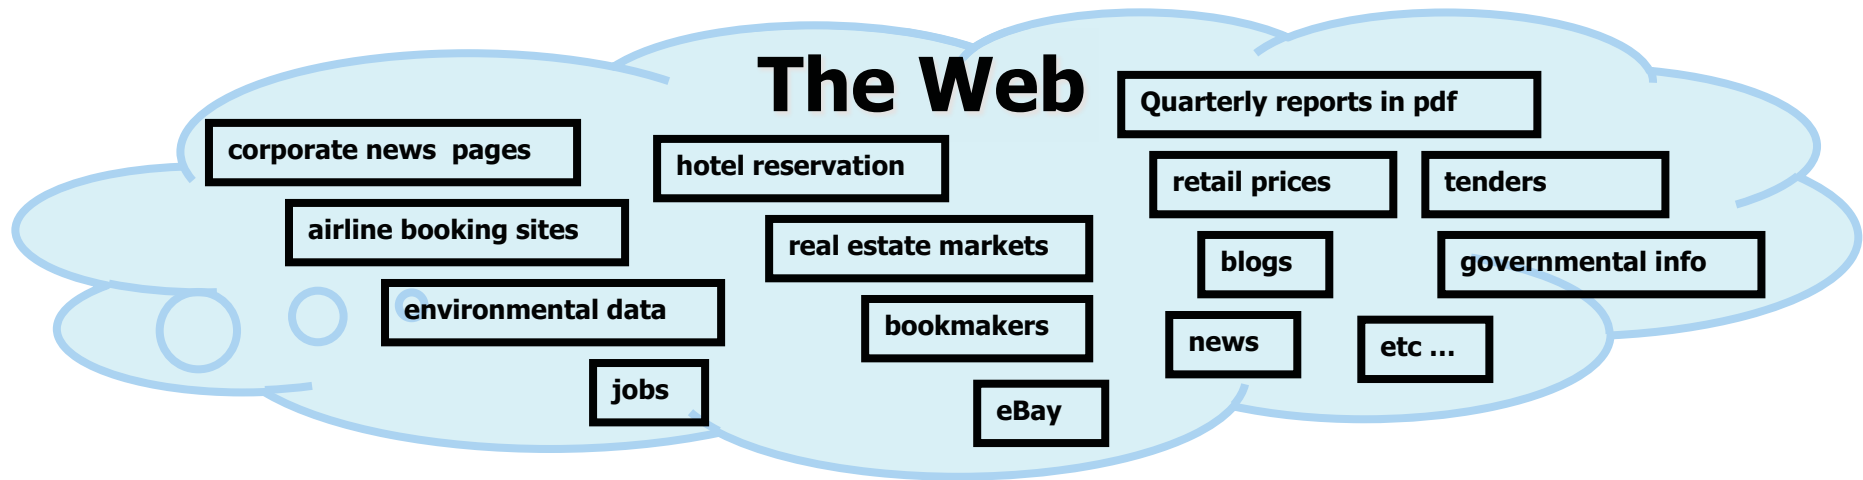 The Web
Quarterly reports in pdf
corporate news pages
hotel reservation
retail prices
tenders
airline booking sites
real estate markets
blogs
governmental info
environmental data
bookmakers
news
etc ...
jobs
eBay